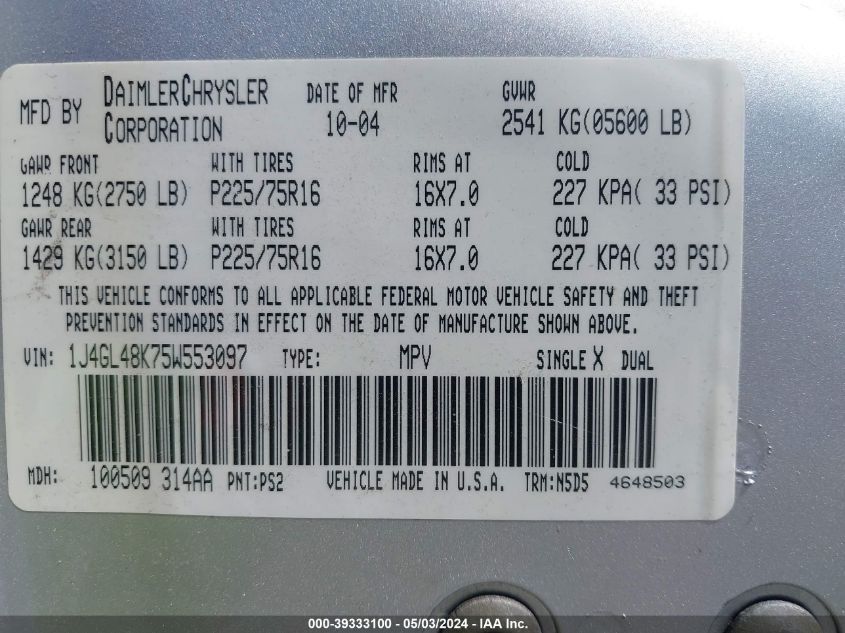 MFD BY DAIMLERCHRYSLER CORPORATION DATE OF MFR 10-04 GVWR 2541 KG(05600 LB)
GAWR FRONT WITH TIRES RIMS AT COLD
1248 KG(2750 LB) P225/75R16 16X7.0 227 KPA( 33 PSI)
GAWR REAR WITH TIRES RIMS AT COLD
1429 KG(3150 LB) P225/75R16 16X7.0 227 KPA( 33 PSI)
THIS VEHICLE CONFORMS TO ALL APPLICABLE FEDERAL MOTOR VEHICLE SAFETY AND THEFT
PREVENTION STANDARDS IN EFFECT ON THE DATE OF MANUFACTURE SHOWN ABOVE.
VIN: 1J4GL48K75W553097 TYPE: MPV SINGLE X DUAL
MDH: 100509 314AA PNT:PS2 VEHICLE MADE IN U.S.A. TRM:N5D5 4648503
000-39333100 - 05/03/2024 - IAA Inc.